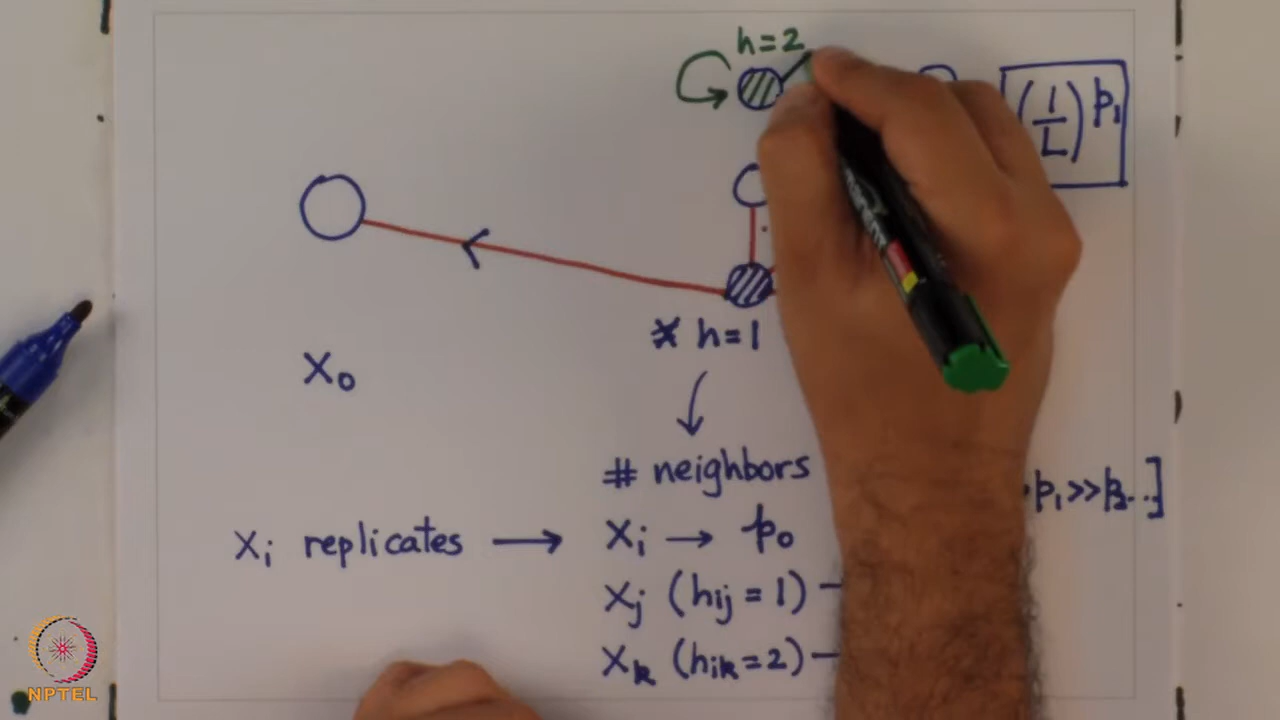 h=2
(1/L) p₁
x h=1
X₀
# neighbors
p₁>>p₂...]
Xᵢ replicates → Xᵢ → p₀
Xⱼ (hᵢⱼ = 1) –
Xₖ (hᵢₖ=2) –
NPTEL